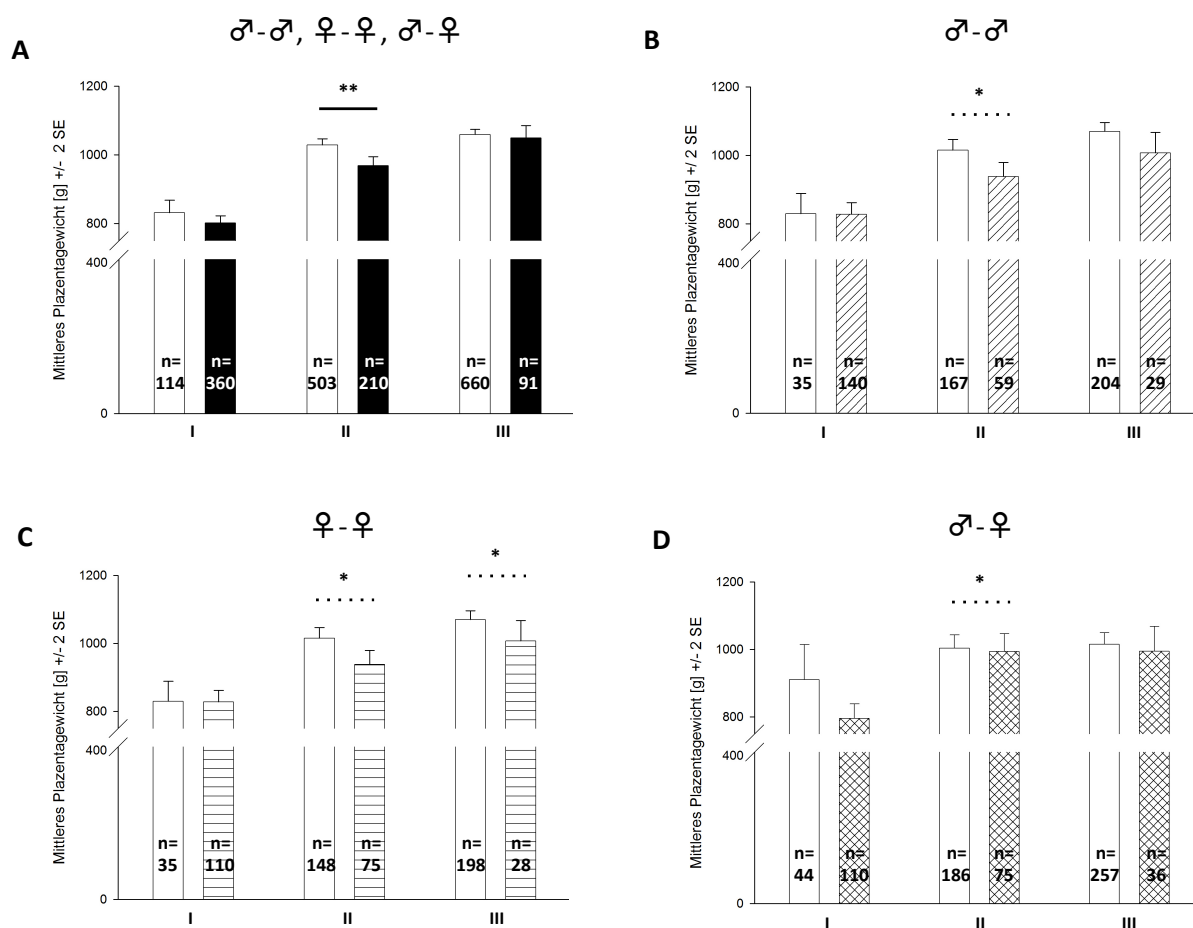 A
♂-♂, ♀-♀, ♂-♀
Mittleres Plazentagewicht [g] +/- 2 SE
1200
1000
800
400
0
**
n= n= n= n= n= n=
114 360 503 210 660 91
I II III
B
♂-♂
Mittleres Plazentagewicht [g] +/ 2 SE
1200
1000
800
400
0
*
n= n= n= n= n= n=
35 140 167 59 204 29
I II III
C
♀-♀
Mittleres Plazentagewicht [g] +/- 2 SE
1200
1000
800
400
0
*
*
n= n= n= n= n= n=
35 110 148 75 198 28
I II III
D
♂-♀
Mittleres Plazentagewicht [g] +/- 2 SE
1200
1000
800
400
0
*
n= n= n= n= n= n=
44 110 186 75 257 36
I II III